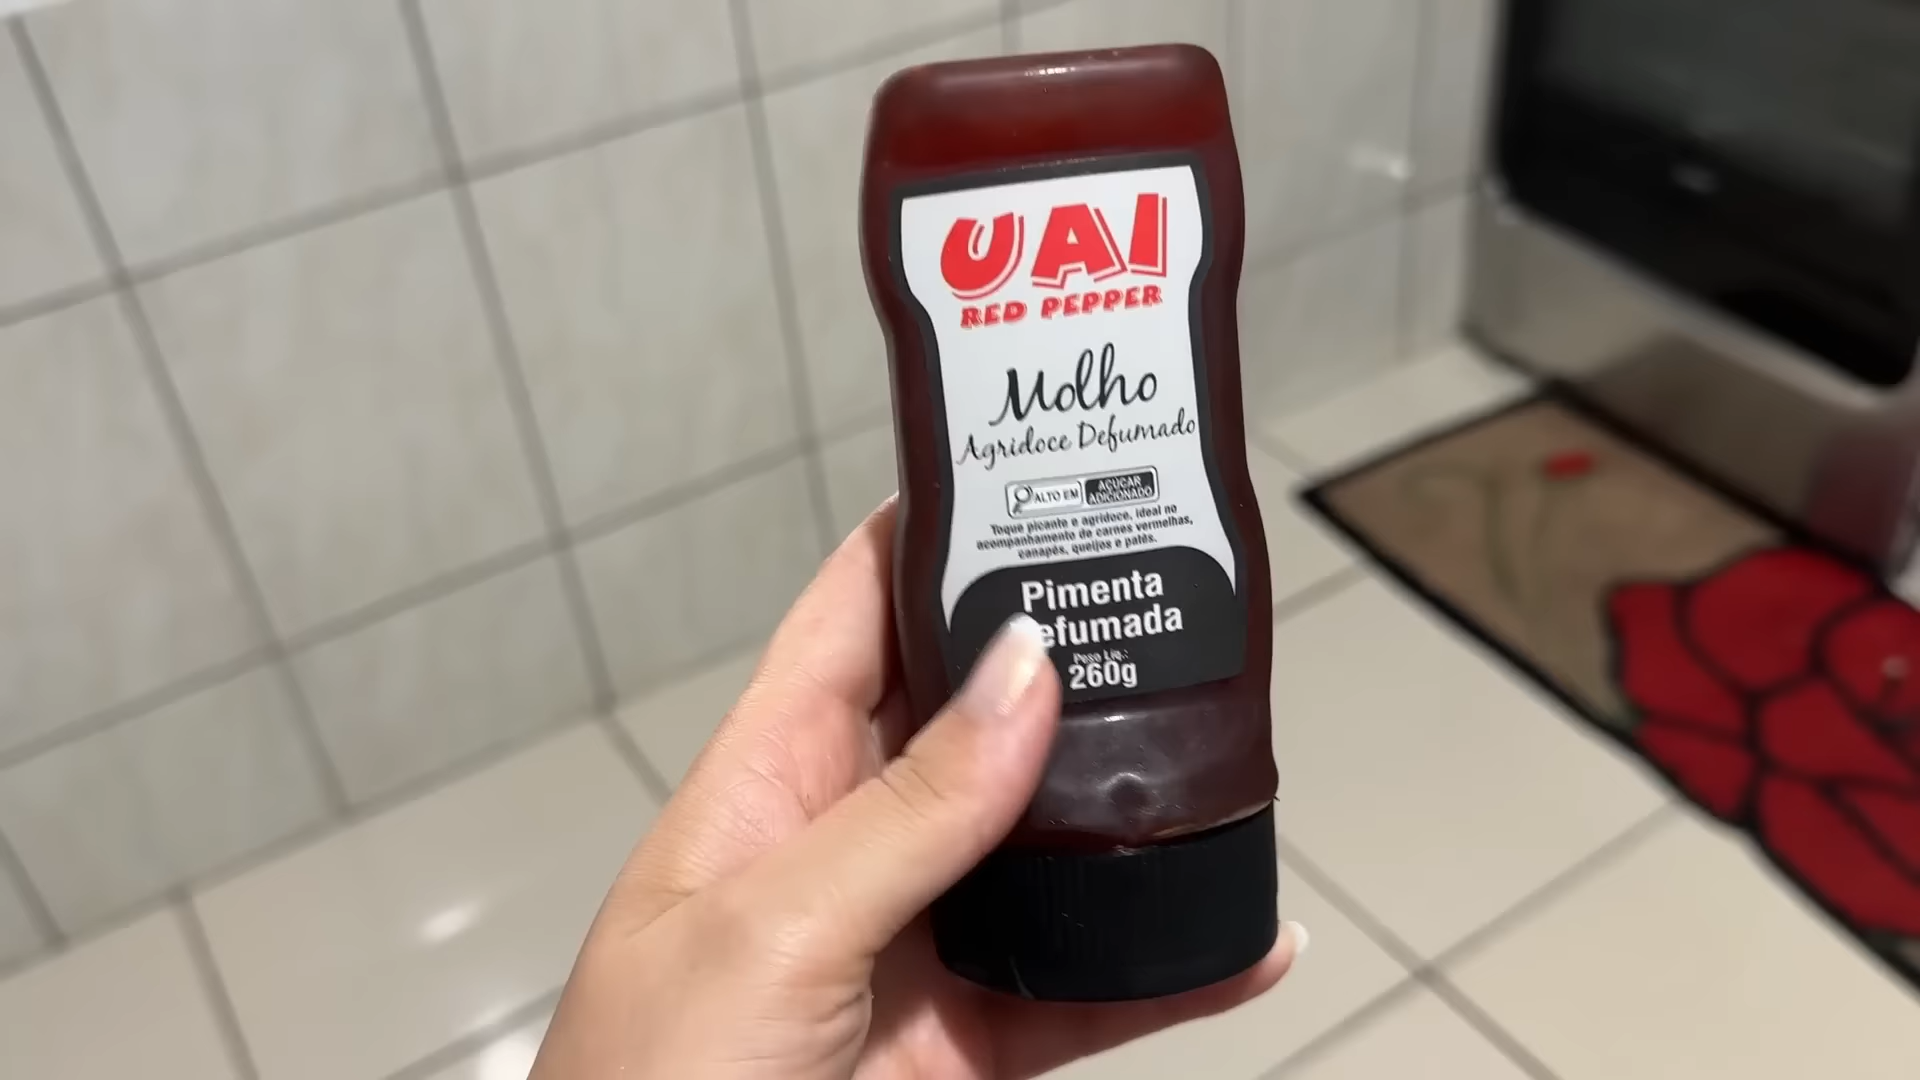 UAI
RED PEPPER
Molho
Agridoce Defumado
ALTO EM
AÇÚCAR
ADICIONADO
Toque picante e agridoce, ideal no
acompanhamento de carnes vermelhas,
canapés, queijos e patês.
Pimenta
efumada
Peso Líq.:
260g